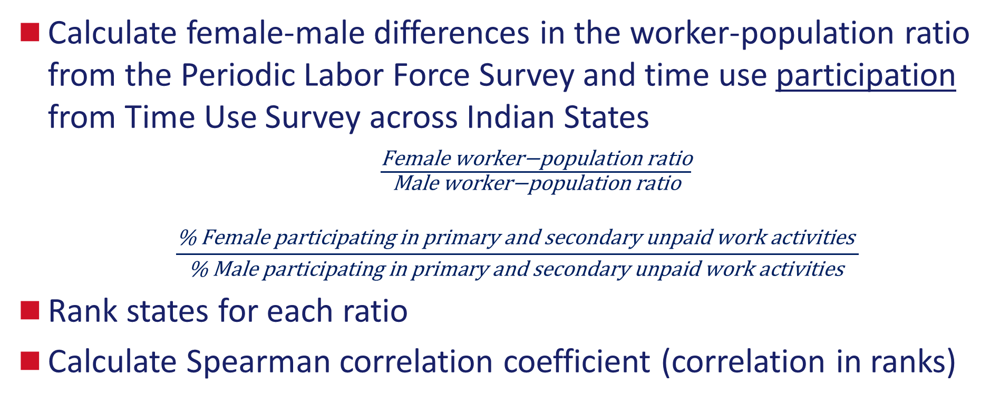 Calculate female-male differences in the worker-population ratio
from the Periodic Labor Force Survey and time use participation
from Time Use Survey across Indian States
Female worker−population ratio
Male worker−population ratio
% Female participating in primary and secondary unpaid work activities
% Male participating in primary and secondary unpaid work activities
Rank states for each ratio
Calculate Spearman correlation coefficient (correlation in ranks)